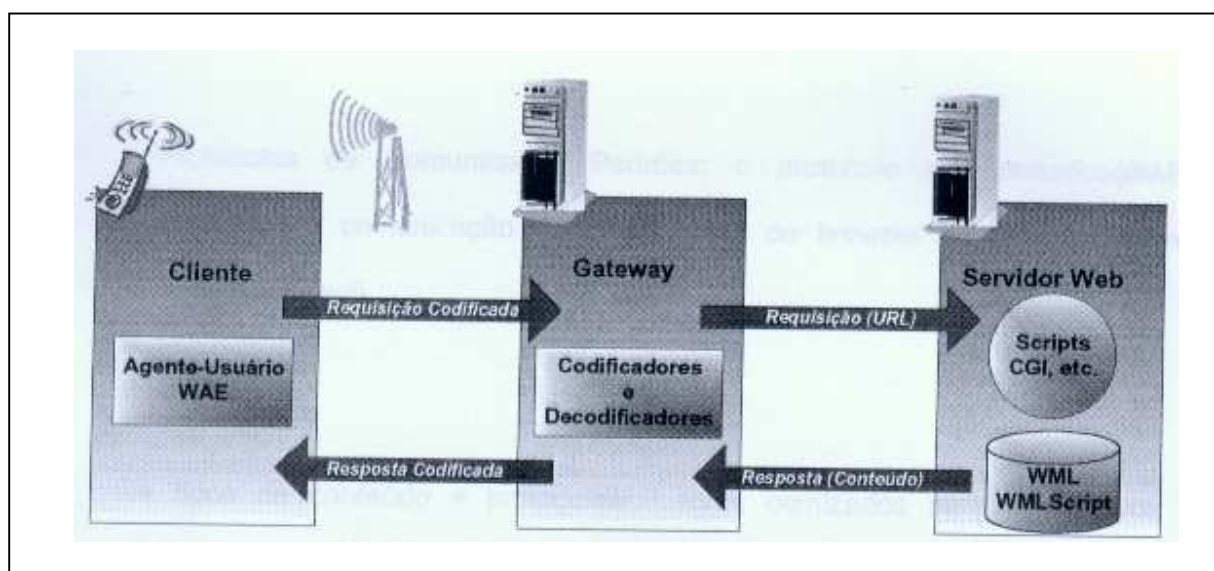 Cliente
Gateway
Servidor Web
Requisição Codificada
Requisição (URL)
Agente-Usuário
WAE
Codificadores
e
Decodificadores
Scripts
CGI, etc.
Resposta Codificada
Resposta (Conteúdo)
WML
WMLScript